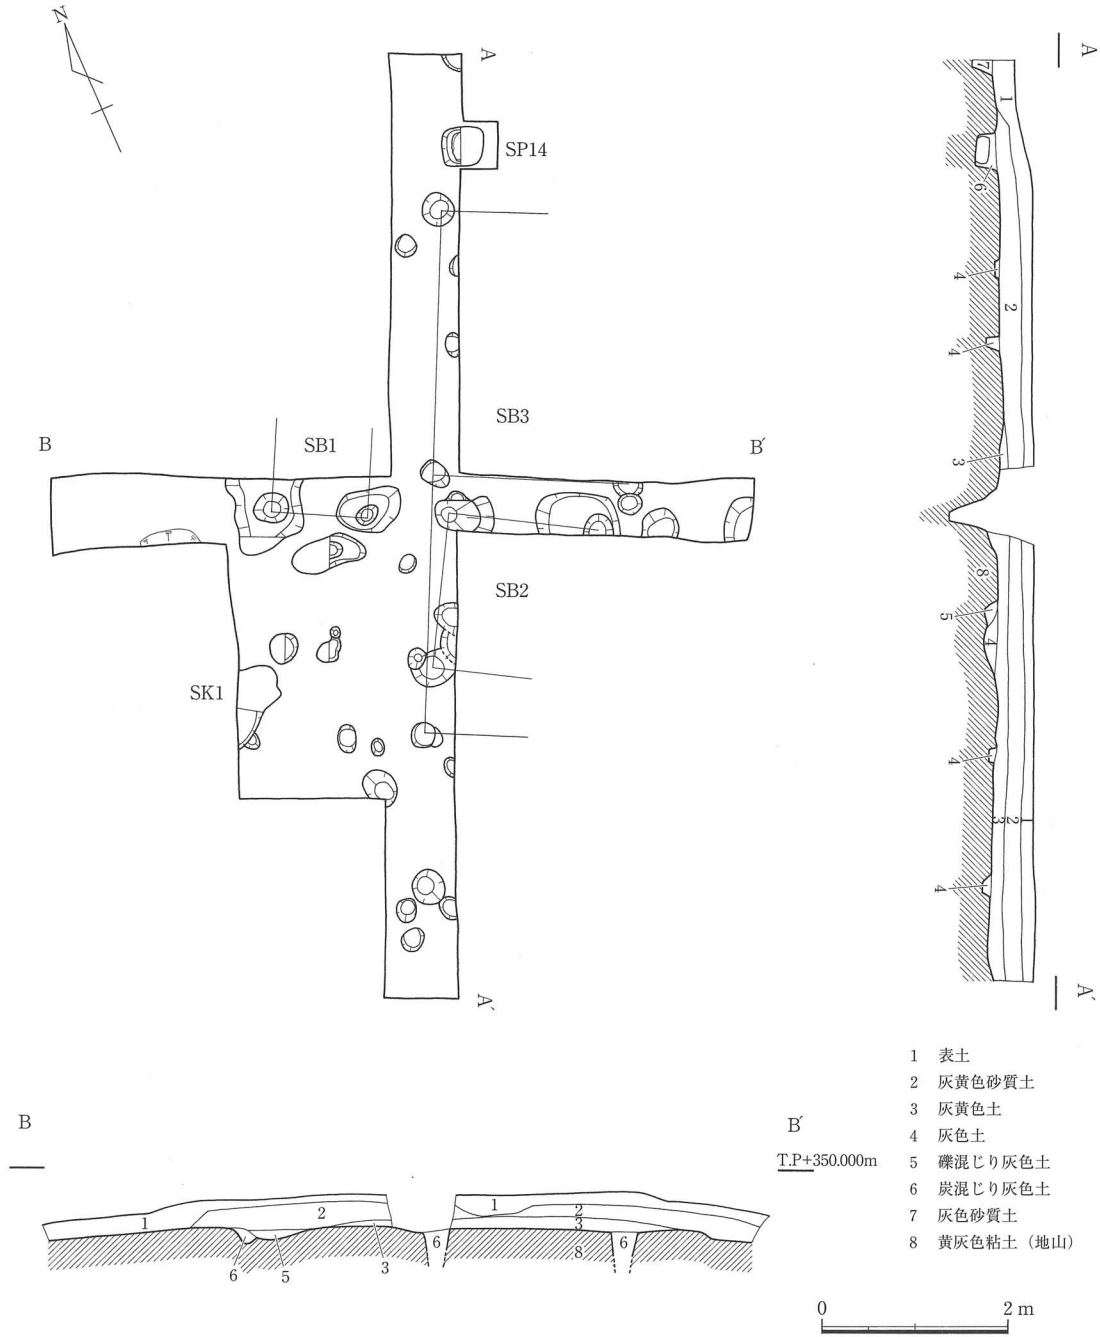 N
A
SP14
SB3
B
SB1
B′
SB2
SK1
A′
A
7
1
6
4
2
4
3
8
5
4
4
3 2
4
A′
B
B′
T.P+350.000m
1
2
1
2
3
6
6
8
6
5
3
1 表土
2 灰黄色砂質土
3 灰黄色土
4 灰色土
5 礫混じり灰色土
6 炭混じり灰色土
7 灰色砂質土
8 黄灰色粘土（地山）
0 2 m